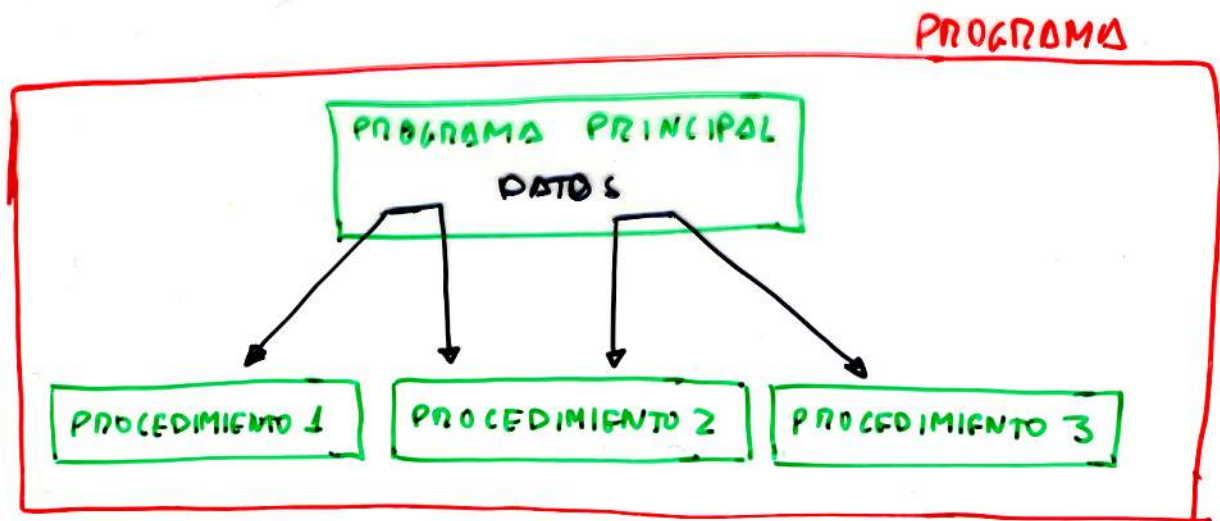 PROGRAMA
PROGRAMA PRINCIPAL
DATOS
PROCEDIMIENTO 1
PROCEDIMIENTO 2
PROCEDIMIENTO 3